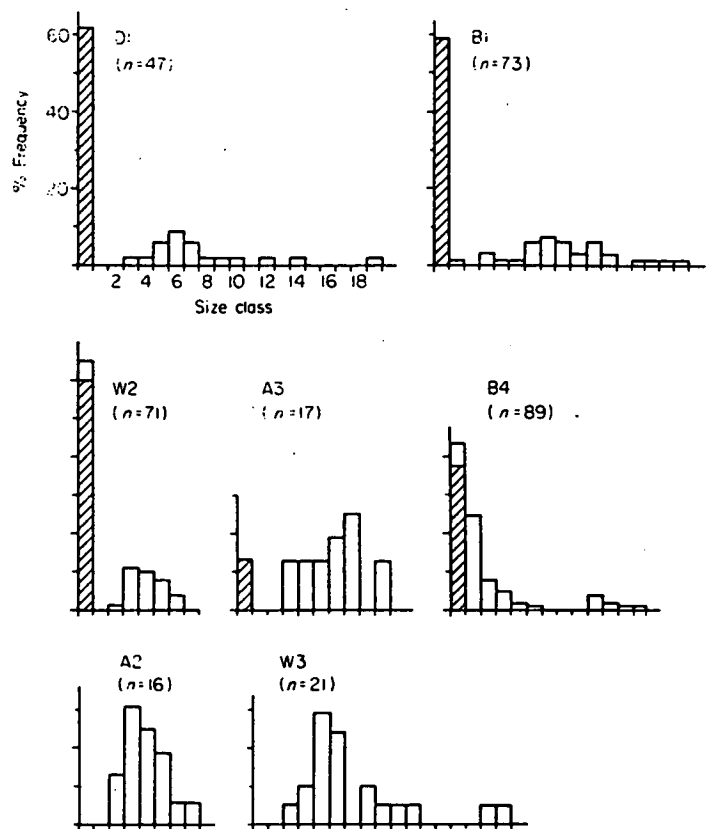 % Frequency
60
40
20
D1
(n=47)
2 4 6 8 10 12 14 16 18
Size class
B1
(n=73)
W2
(n=71)
A3
(n=17)
B4
(n=89)
A2
(n=16)
W3
(n=21)